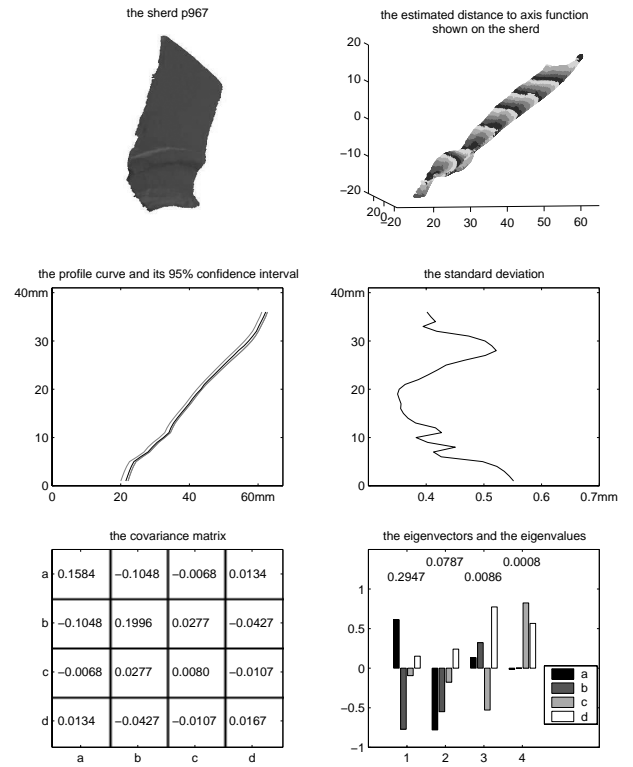 the sherd p967
the estimated distance to axis function
shown on the sherd
20
10
0
−10
−20
20
0
−20
20
30
40
50
60
the profile curve and its 95% confidence interval
40mm
30
20
10
0
0
20
40
60mm
the standard deviation
40mm
30
20
10
0
0.4
0.5
0.6
0.7mm
the covariance matrix
a 0.1584 −0.1048 −0.0068 0.0134
b −0.1048 0.1996 0.0277 −0.0427
c −0.0068 0.0277 0.0080 −0.0107
d 0.0134 −0.0427 −0.0107 0.0167
a b c d
the eigenvectors and the eigenvalues
0.2947
0.0787
0.0086
0.0008
1
0.5
0
−0.5
−1
1 2 3 4
a
b
c
d